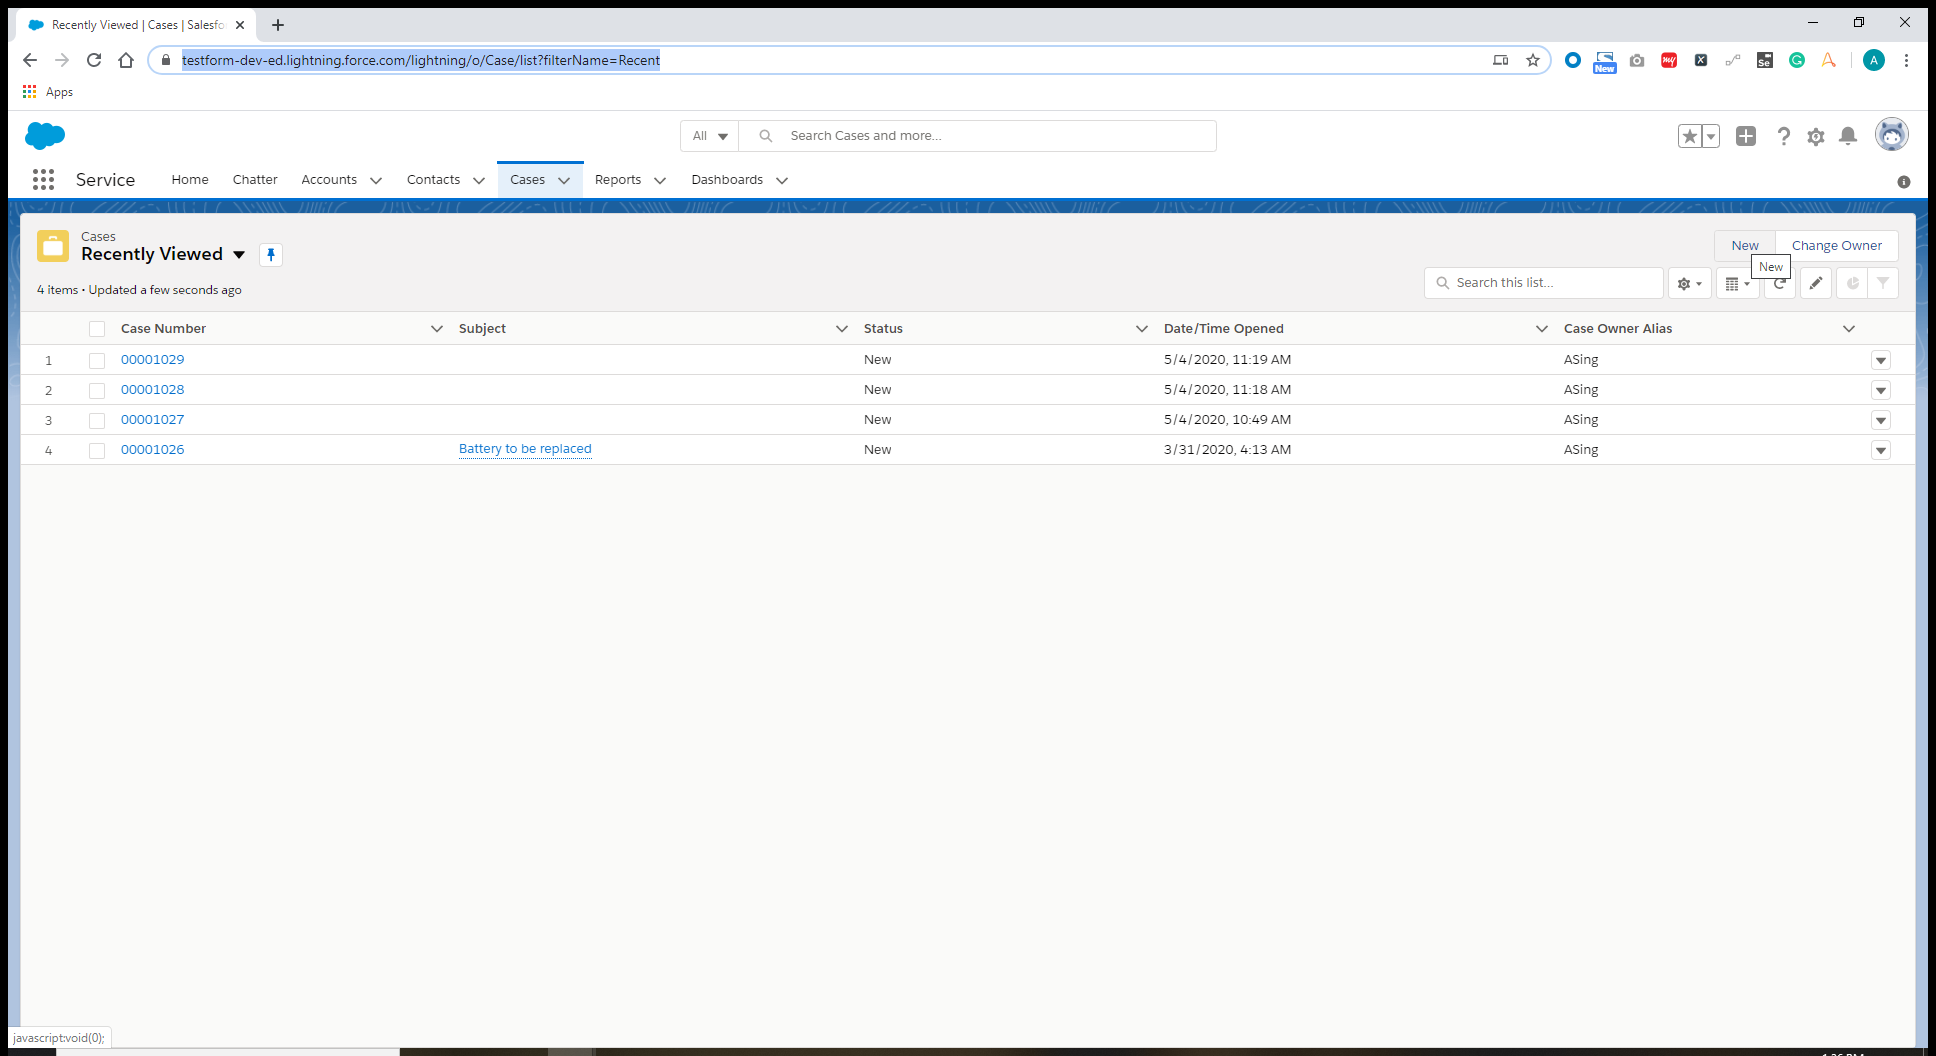 Recently Viewed | Cases | Salesfo
testform-dev-ed.lightning.force.com/lightning/o/Case/list?filterName=Recent
New
my
X
Se
G
A
Apps
All
Search Cases and more...
Service
Home
Chatter
Accounts
Contacts
Cases
Reports
Dashboards
Cases
Recently Viewed
New
Change Owner
New
4 items • Updated a few seconds ago
Search this list...
Case Number
Subject
Status
Date/Time Opened
Case Owner Alias
1 00001029 New 5/4/2020, 11:19 AM ASing
2 00001028 New 5/4/2020, 11:18 AM ASing
3 00001027 New 5/4/2020, 10:49 AM ASing
4 00001026 Battery to be replaced New 3/31/2020, 4:13 AM ASing
javascript:void(0);